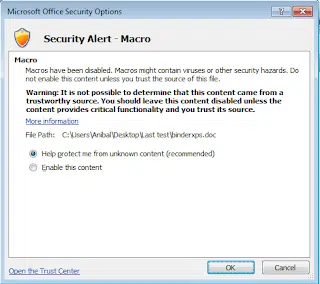 Microsoft Office Security Options
Security Alert - Macro
Macro
Macros have been disabled. Macros might contain viruses or other security hazards. Do
not enable this content unless you trust the source of this file.
Warning: It is not possible to determine that this content came from a
trustworthy source. You should leave this content disabled unless the
content provides critical functionality and you trust its source.
More information
File Path: C:\Users\Anibal\Desktop\Last test\binderxps.doc
Help protect me from unknown content (recommended)
Enable this content
Open the Trust Center
OK
Cancel